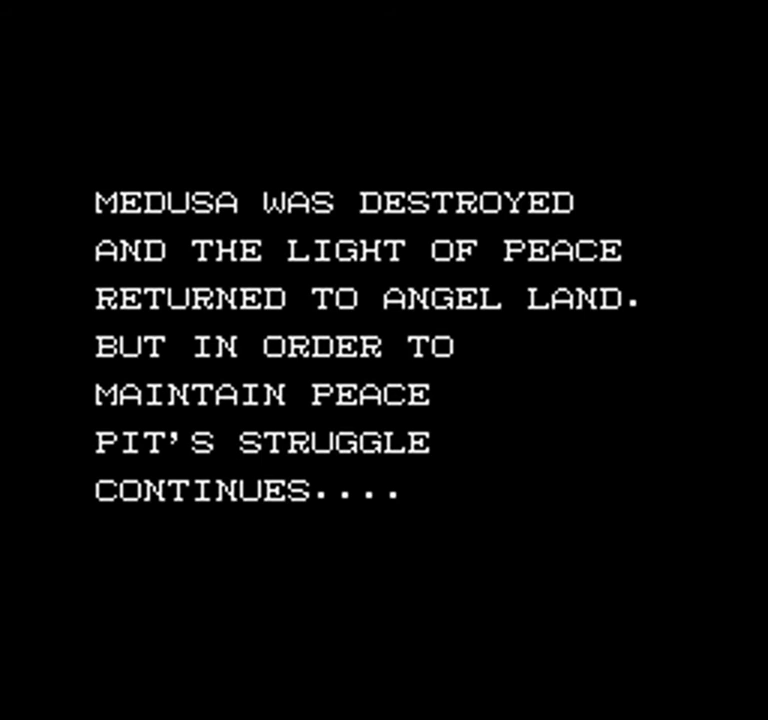 MEDUSA WAS DESTROYED
AND THE LIGHT OF PEACE
RETURNED TO ANGEL LAND.
BUT IN ORDER TO
MAINTAIN PEACE
PIT'S STRUGGLE
CONTINUES....